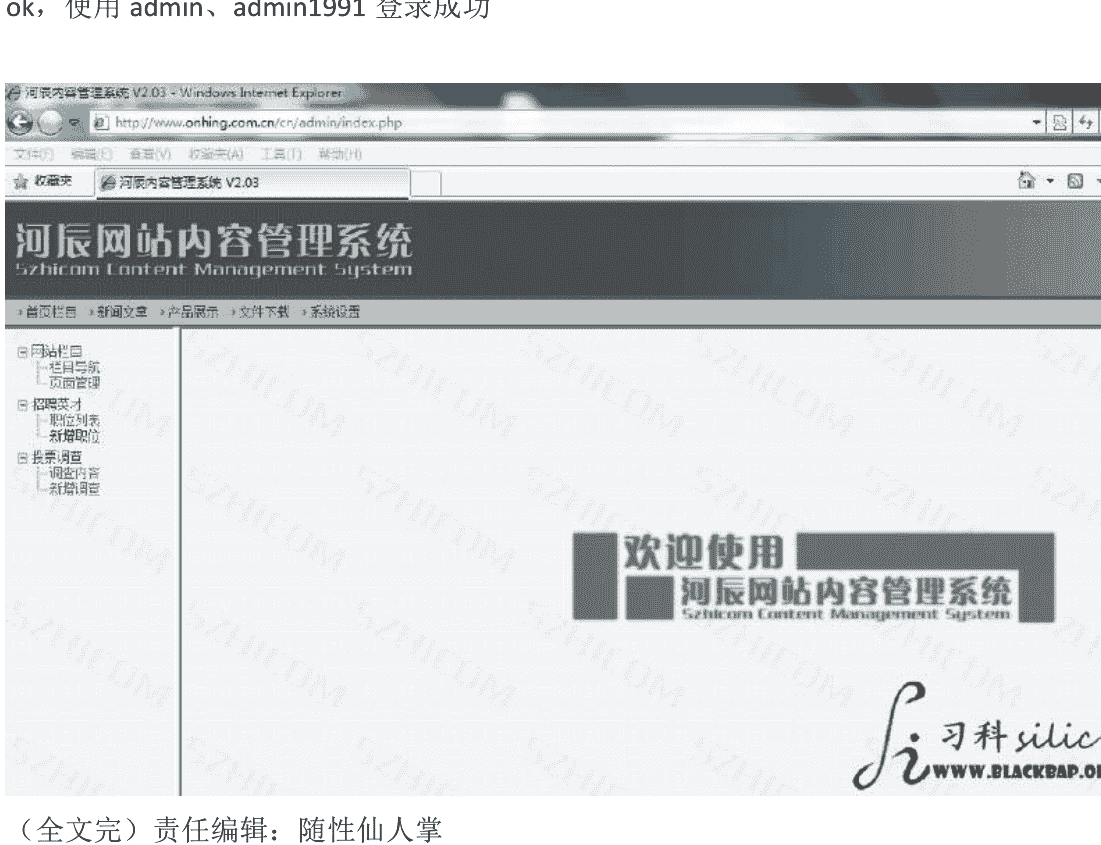 ok，使用 admin、admin1991 登录成功
河辰内容管理系统 V2.03 - Windows Internet Explorer
http://www.onhing.com.cn/cn/admin/index.php
文件(F) 编辑(E) 查看(V) 收藏夹(A) 工具(T) 帮助(H)
收藏夹 河辰内容管理系统 V2.03
河辰网站内容管理系统
Szhicom Content Management System
首页栏目 新闻文章 产品展示 文件下载 系统设置
网站栏目
栏目导航
页面管理
招聘英才
职位列表
新增职位
投票调查
调查内容
新增调查
欢迎使用
河辰网站内容管理系统
Szhicom Content Management System
习科 silic
WWW.BLACKBAP.OR
SZHICOM
（全文完）责任编辑：随性仙人掌